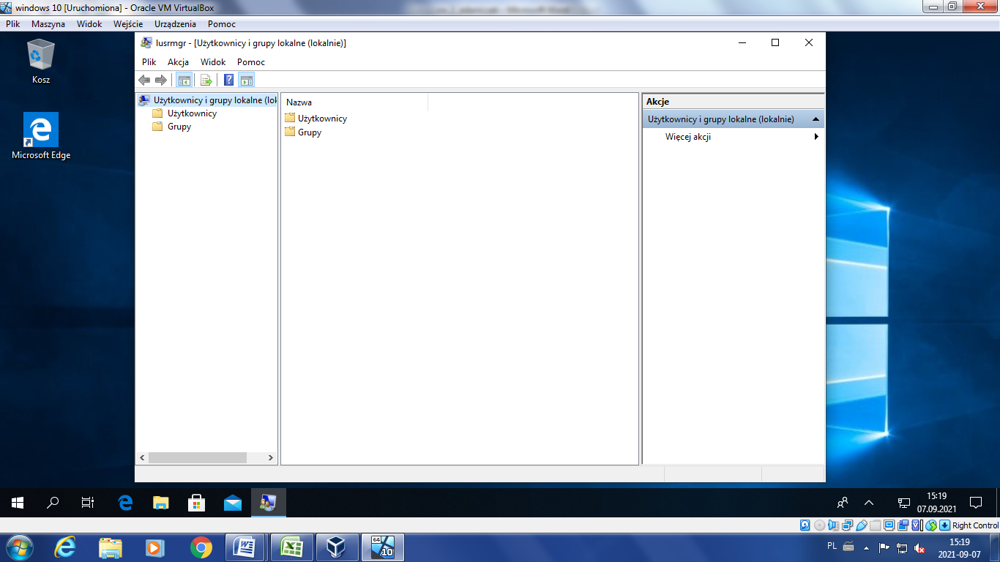 windows 10 [Uruchomiona] - Oracle VM VirtualBox
Plik Maszyna Widok Wejście Urządzenia Pomoc
Kosz
Microsoft Edge
lusrmgr - [Użytkownicy i grupy lokalne (lokalnie)]
Plik Akcja Widok Pomoc
Użytkownicy i grupy lokalne (lok
Użytkownicy
Grupy
Nazwa
Użytkownicy
Grupy
Akcje
Użytkownicy i grupy lokalne (lokalnie)
Więcej akcji
15:19
07.09.2021
Right Control
64
10
PL
15:19
2021-09-07